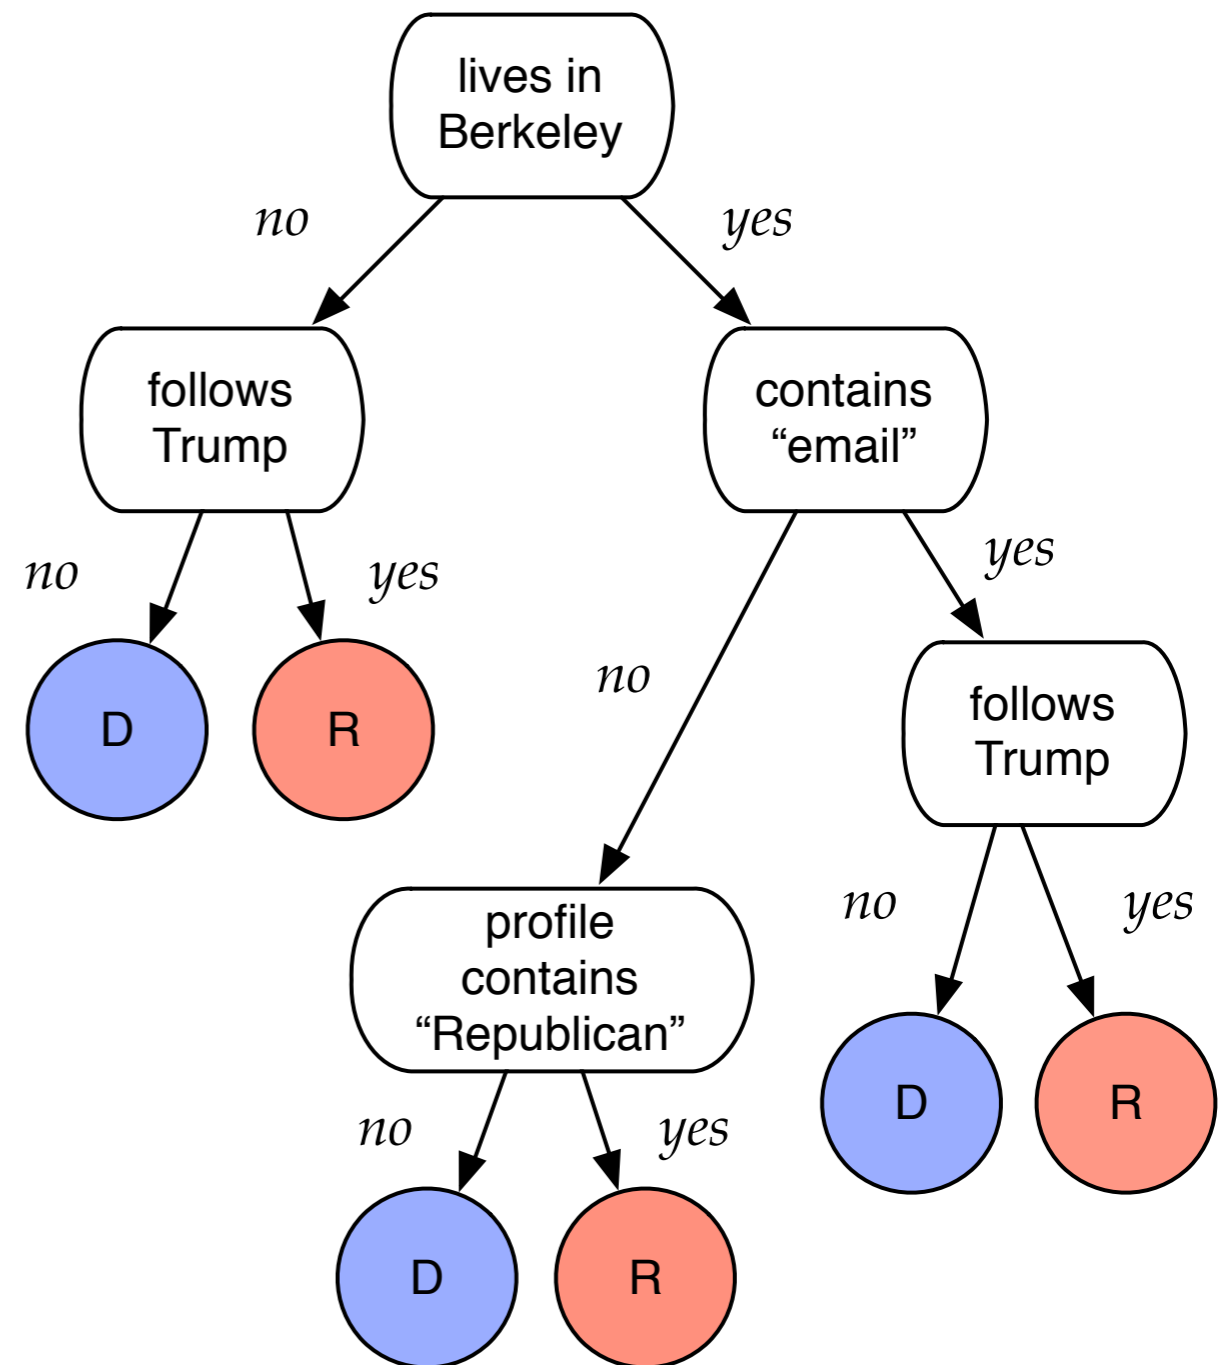 lives in
Berkeley
no
yes
follows
Trump
contains
“email”
no
yes
yes
no
D
R
follows
Trump
no
yes
profile
contains
“Republican”
D
R
no
yes
D
R